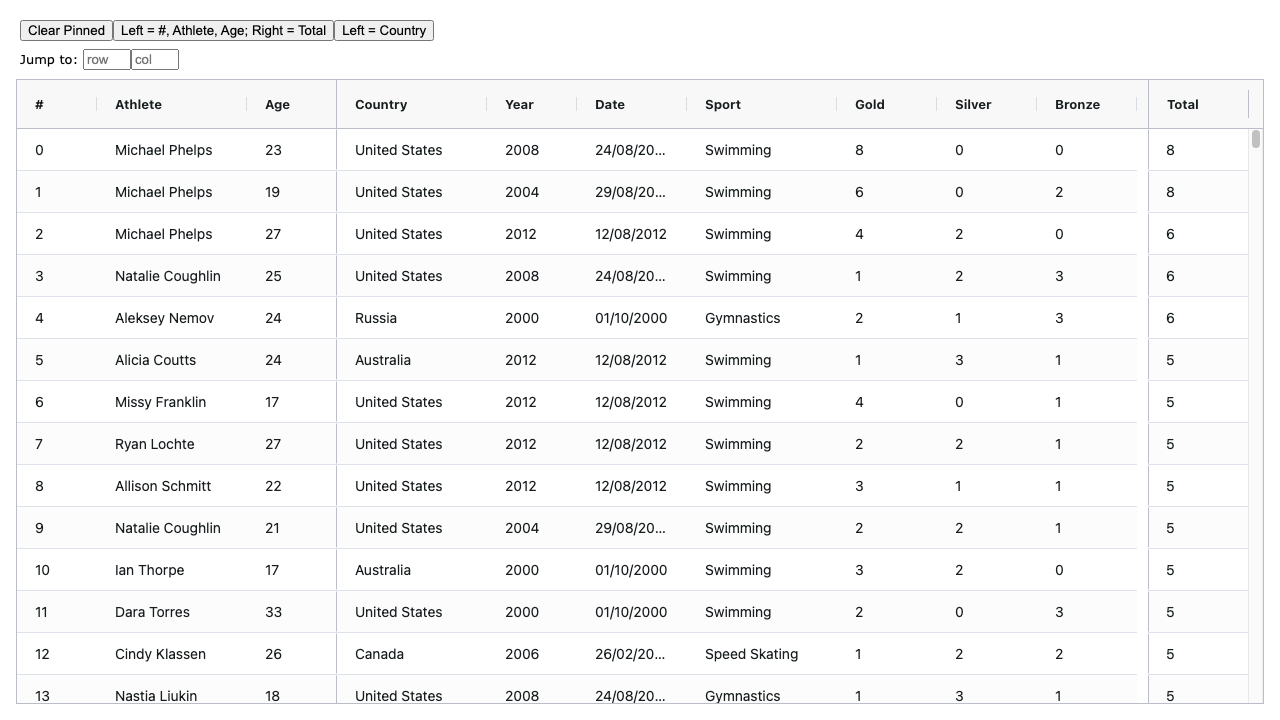 Clear Pinned Left = #, Athlete, Age; Right = Total Left = Country
Jump to: row col
# Athlete Age Country Year Date Sport Gold Silver Bronze Total
0 Michael Phelps 23 United States 2008 24/08/20... Swimming 8 0 0 8
1 Michael Phelps 19 United States 2004 29/08/20... Swimming 6 0 2 8
2 Michael Phelps 27 United States 2012 12/08/2012 Swimming 4 2 0 6
3 Natalie Coughlin 25 United States 2008 24/08/20... Swimming 1 2 3 6
4 Aleksey Nemov 24 Russia 2000 01/10/2000 Gymnastics 2 1 3 6
5 Alicia Coutts 24 Australia 2012 12/08/2012 Swimming 1 3 1 5
6 Missy Franklin 17 United States 2012 12/08/2012 Swimming 4 0 1 5
7 Ryan Lochte 27 United States 2012 12/08/2012 Swimming 2 2 1 5
8 Allison Schmitt 22 United States 2012 12/08/2012 Swimming 3 1 1 5
9 Natalie Coughlin 21 United States 2004 29/08/20... Swimming 2 2 1 5
10 Ian Thorpe 17 Australia 2000 01/10/2000 Swimming 3 2 0 5
11 Dara Torres 33 United States 2000 01/10/2000 Swimming 2 0 3 5
12 Cindy Klassen 26 Canada 2006 26/02/20... Speed Skating 1 2 2 5
13 Nastia Liukin 18 United States 2008 24/08/20... Gymnastics 1 3 1 5